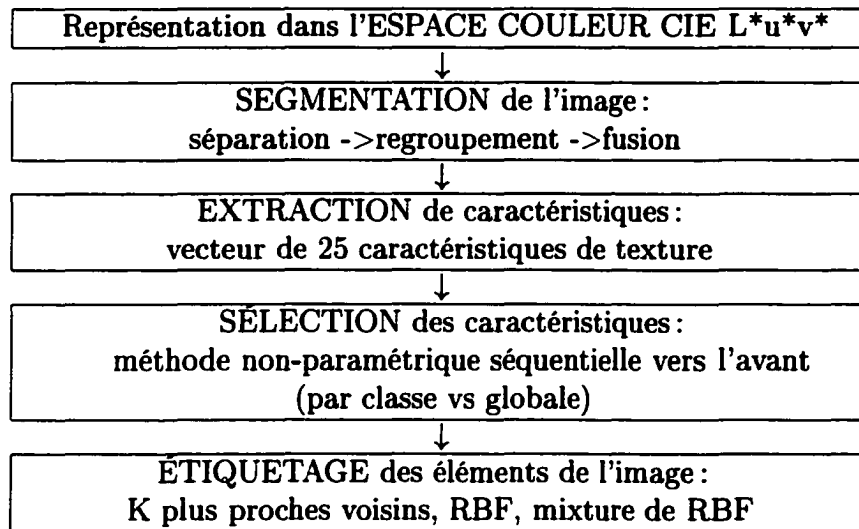 Représentation dans l'ESPACE COULEUR CIE L*u*v*
↓
SEGMENTATION de l'image:
séparation ->regroupement ->fusion
↓
EXTRACTION de caractéristiques:
vecteur de 25 caractéristiques de texture
↓
SÉLECTION des caractéristiques:
méthode non-paramétrique séquentielle vers l'avant
(par classe vs globale)
↓
ÉTIQUETAGE des éléments de l'image:
K plus proches voisins, RBF, mixture de RBF